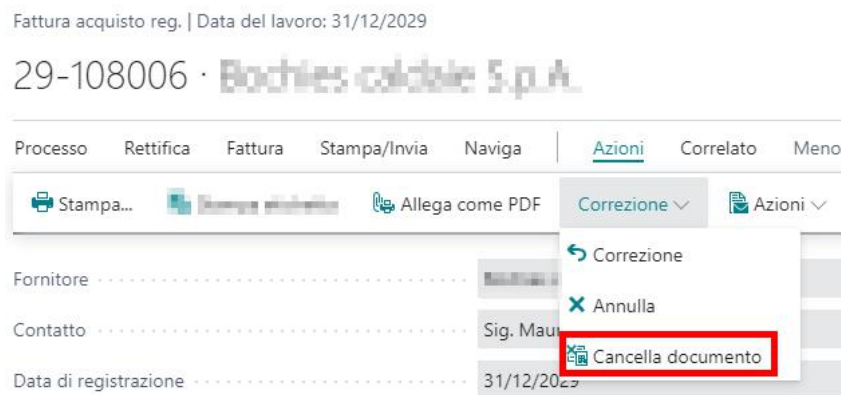 Fattura acquisto reg. | Data del lavoro: 31/12/2029
29-108006 ·
Processo Rettifica Fattura Stampa/Invia Naviga Azioni Correlato Meno
Stampa... Allega come PDF Correzione Azioni
Correzione
Fornitore
Annulla
Contatto Sig. Mau
Cancella documento
Data di registrazione 31/12/2029